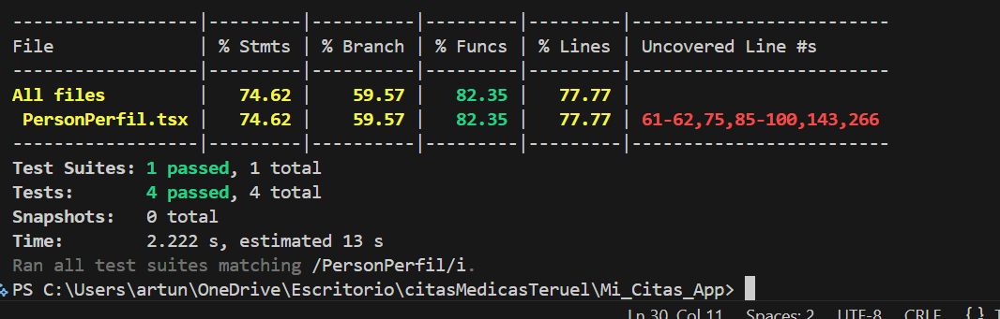 -------------------|---------|----------|---------|---------|-------------------------
File               | % Stmts | % Branch | % Funcs | % Lines | Uncovered Line #s
-------------------|---------|----------|---------|---------|-------------------------
All files          |   74.62 |    59.57 |   82.35 |   77.77 |
 PersonPerfil.tsx  |   74.62 |    59.57 |   82.35 |   77.77 | 61-62,75,85-100,143,266
-------------------|---------|----------|---------|---------|-------------------------
Test Suites: 1 passed, 1 total
Tests:       4 passed, 4 total
Snapshots:   0 total
Time:        2.222 s, estimated 13 s
Ran all test suites matching /PersonPerfil/i.
PS C:\Users\artun\OneDrive\Escritorio\citasMedicasTeruel\Mi_Citas_App>
Ln 30, Col 11 Spaces: 2 UTF-8 CRLF { }